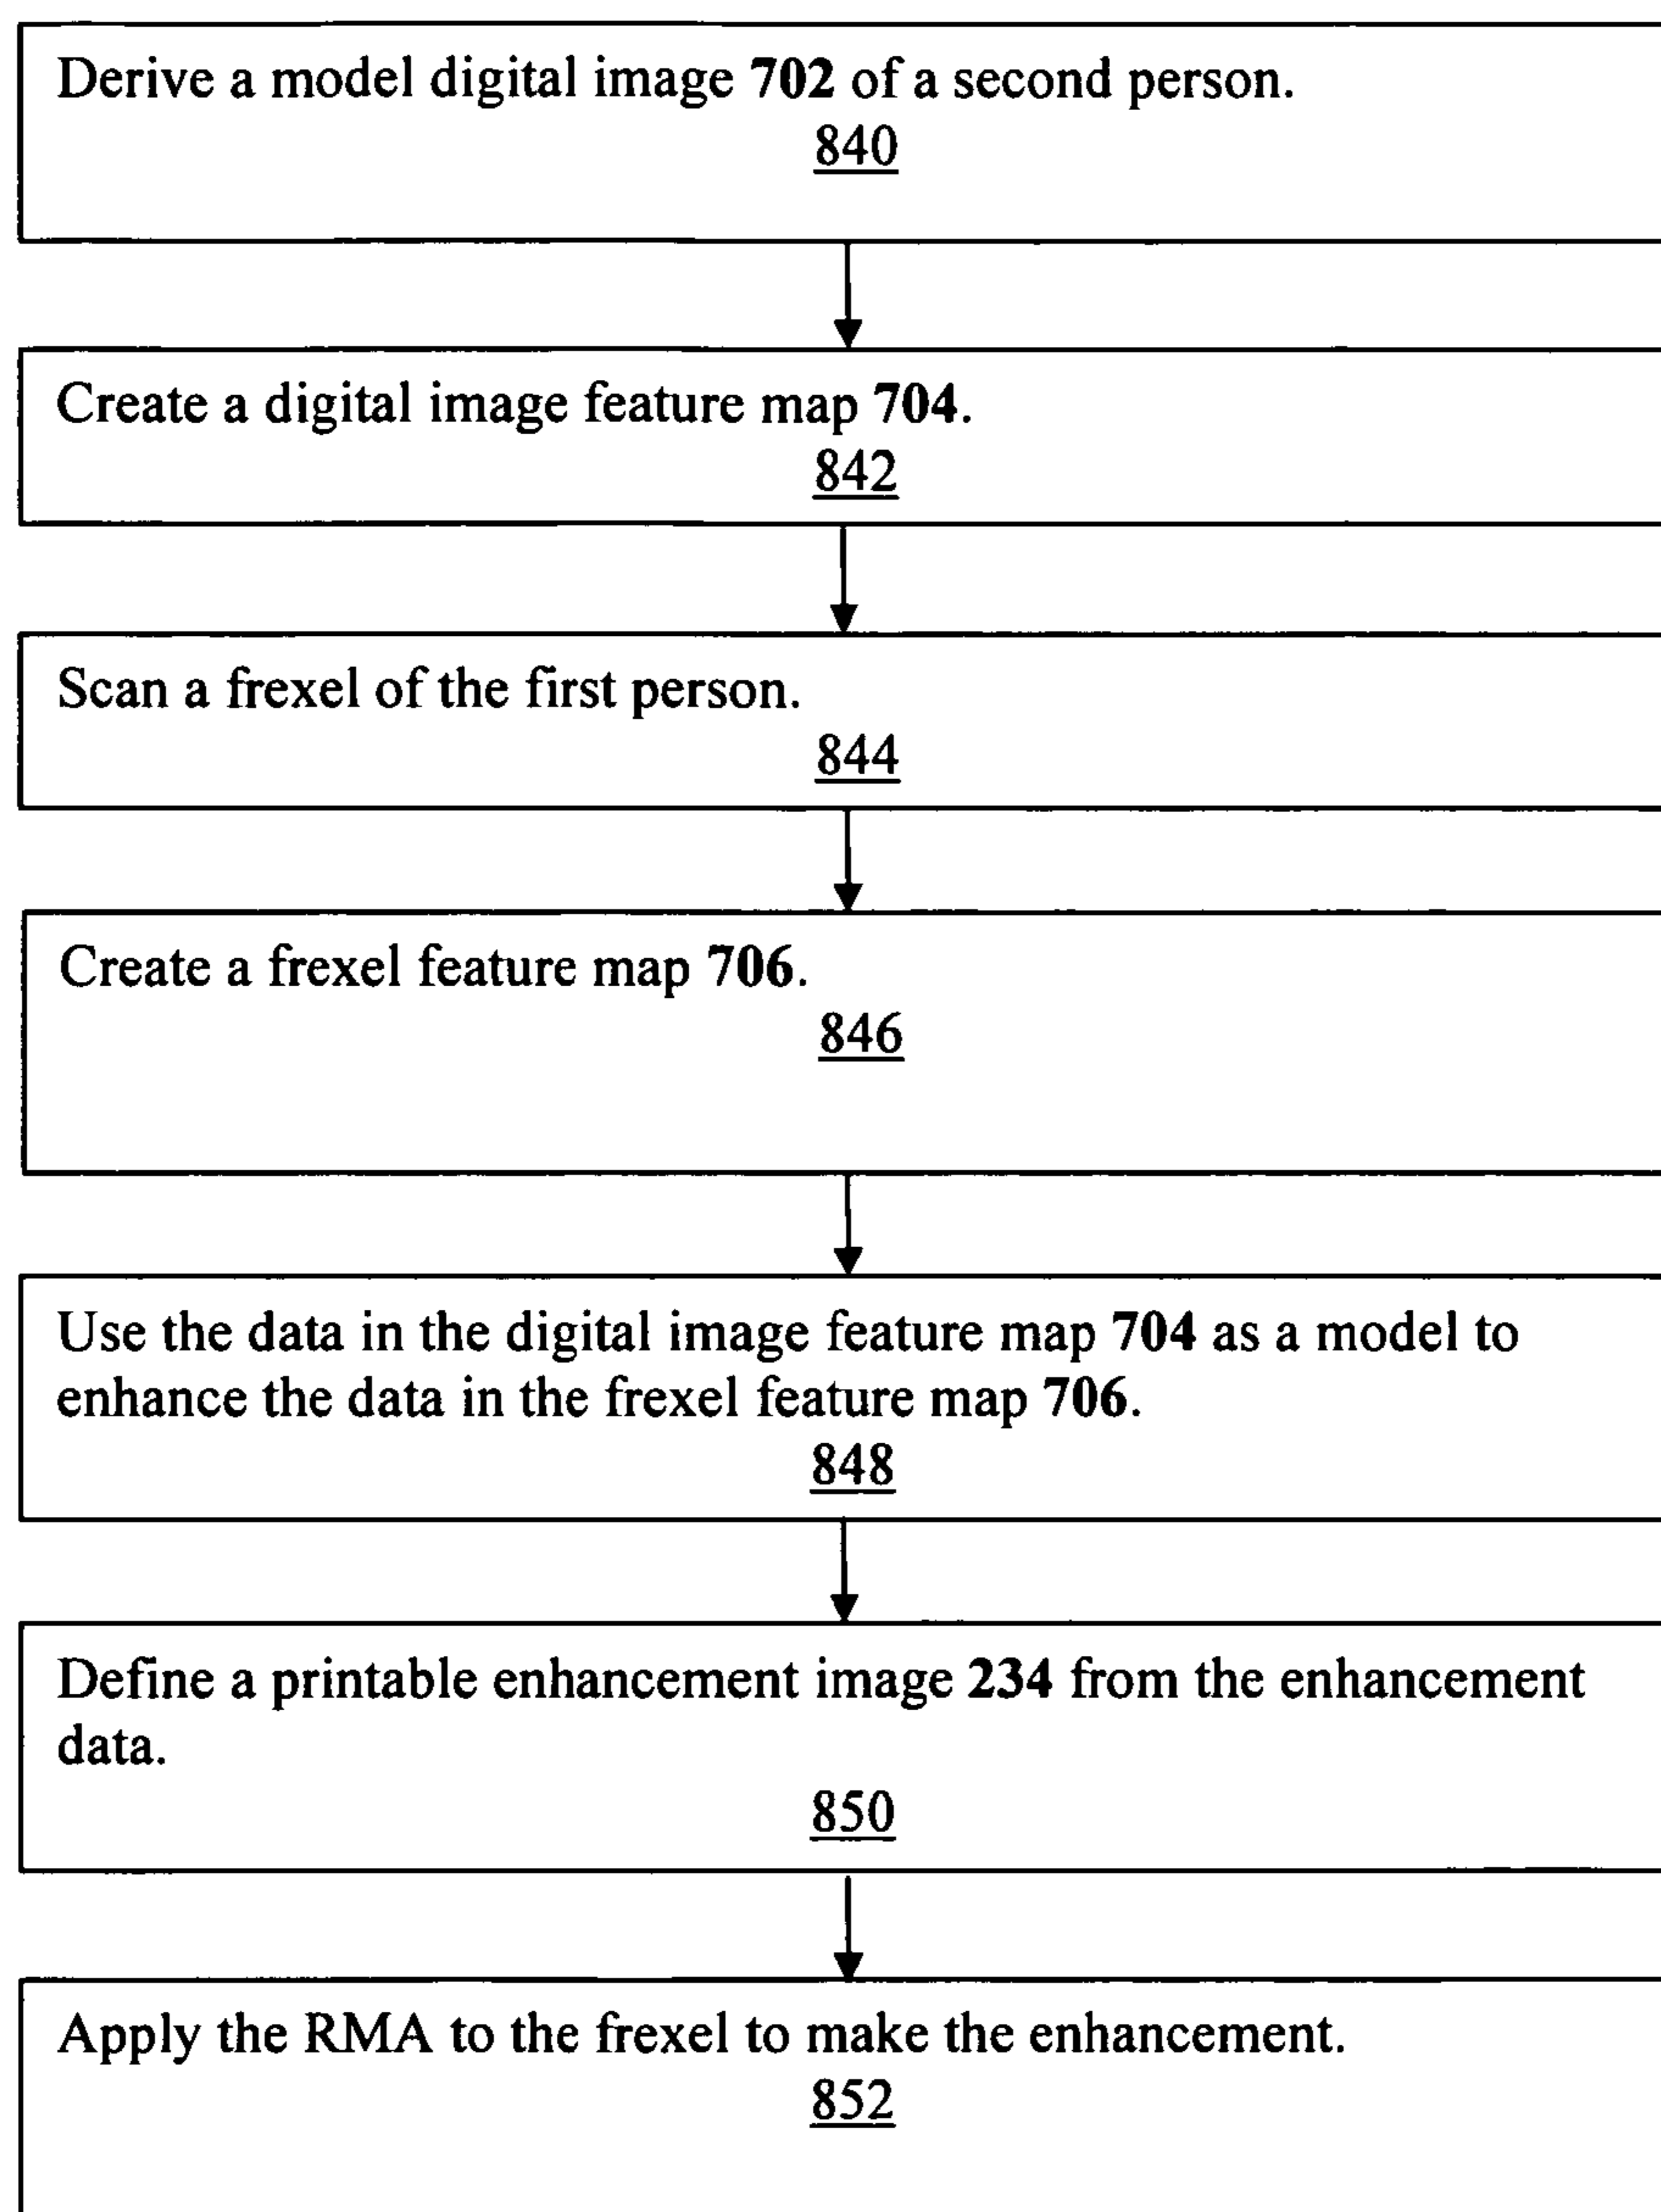 Derive a model digital image 702 of a second person.
840
Create a digital image feature map 704.
842
Scan a frexel of the first person.
844
Create a frexel feature map 706.
846
Use the data in the digital image feature map 704 as a model to
enhance the data in the frexel feature map 706.
848
Define a printable enhancement image 234 from the enhancement
data.
850
Apply the RMA to the frexel to make the enhancement.
852